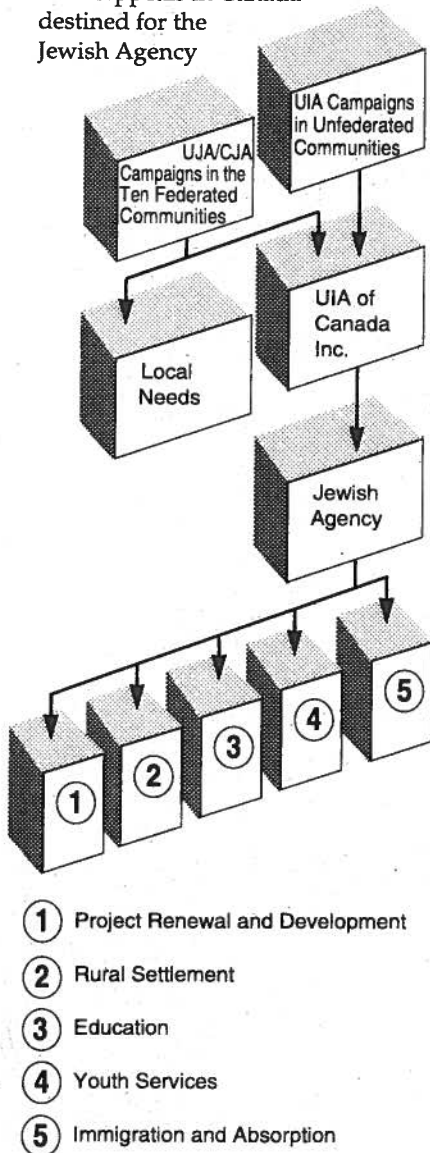 destined for the
Jewish Agency
UJA/CJA
Campaigns in the
Ten Federated
Communities
UIA Campaigns
in Unfederated
Communities
Local
Needs
UIA of
Canada
Inc.
Jewish
Agency
1
2
3
4
5
1 Project Renewal and Development
2 Rural Settlement
3 Education
4 Youth Services
5 Immigration and Absorption